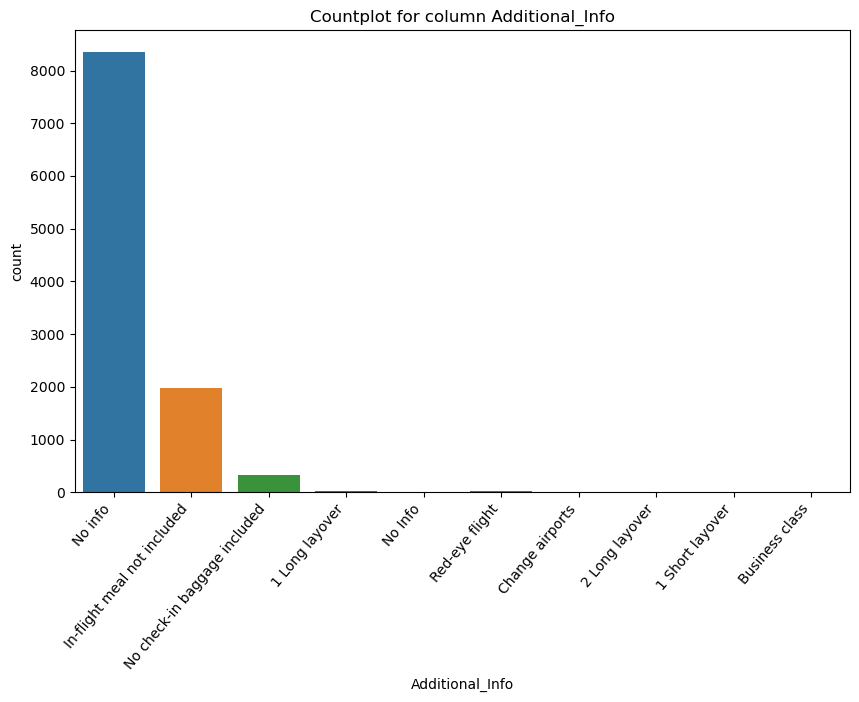 Countplot for column Additional_Info
8000
7000
6000
5000
4000
3000
2000
1000
0
count
No info
In-flight meal not included
No check-in baggage included
1 Long layover
No Info
Red-eye flight
Change airports
2 Long layover
1 Short layover
Business class
Additional_Info